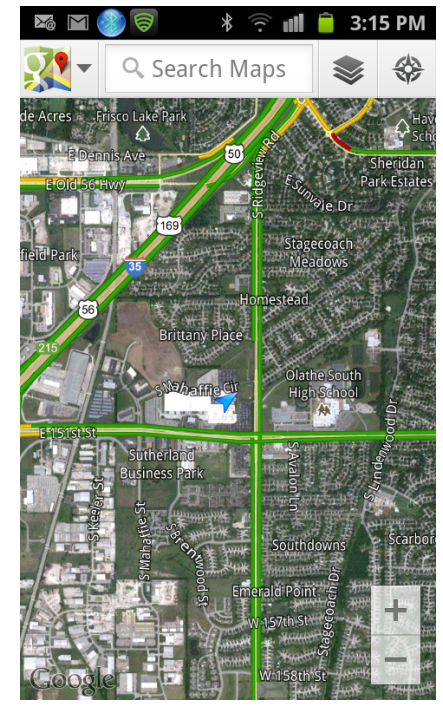 3:15 PM
Search Maps
de Acres
Frisco Lake Park
Have
Scho
E Dennis Ave
50
Sheridan
Park Estates
E Old 56 Hwy
S Ridgeview Rd
E Sunvale Dr
169
Stagecoach
Meadows
field Park
35
Homestead
56
Brittany Place
215
S Mahaffie Cir
Olathe South
High School
E 151st St
S Lindenwood Dr
Sutherland
Business Park
S Avalon Ln
S Keeler St
S Mahaffie St
S Brentwood St
Southdowns
Scarbor
Emerald Point
Stagecoach Dr
W 157th St
W 158th St
Google